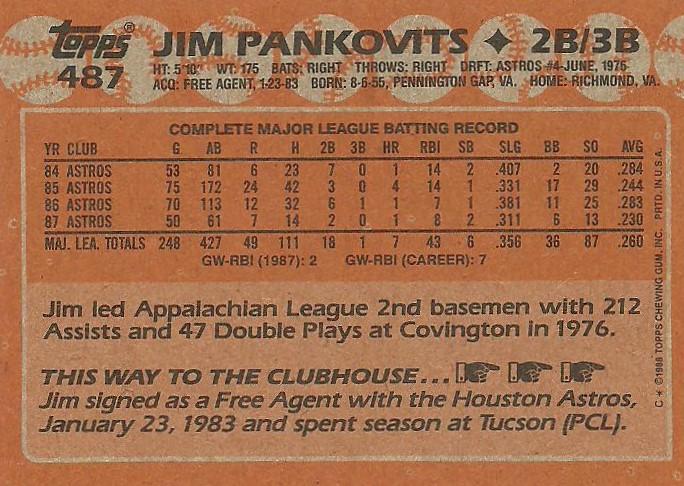 Topps® JIM PANKOVITS ✦ 2B/3B
487 HT: 5'10" WT: 175 BATS: RIGHT THROWS: RIGHT DRFT: ASTROS #4-JUNE, 1976
ACQ: FREE AGENT, 1-23-83 BORN: 8-6-55, PENNINGTON GAP, VA. HOME: RICHMOND, VA.
COMPLETE MAJOR LEAGUE BATTING RECORD
YR CLUB G AB R H 2B 3B HR RBI SB SLG BB SO AVG
84 ASTROS 53 81 6 23 7 0 1 14 2 .407 2 20 .284
85 ASTROS 75 172 24 42 3 0 4 14 1 .331 17 29 .244
86 ASTROS 70 113 12 32 6 1 1 7 1 .381 11 25 .283
87 ASTROS 50 61 7 14 2 0 1 8 2 .311 6 13 .230
MAJ. LEA. TOTALS 248 427 49 111 18 1 7 43 6 .356 36 87 .260
GW-RBI (1987): 2 GW-RBI (CAREER): 7
Jim led Appalachian League 2nd basemen with 212
Assists and 47 Double Plays at Covington in 1976.
THIS WAY TO THE CLUBHOUSE...
Jim signed as a Free Agent with the Houston Astros,
January 23, 1983 and spent season at Tucson (PCL).
C * ©1988 TOPPS CHEWING GUM, INC. PRTD. IN U.S.A.